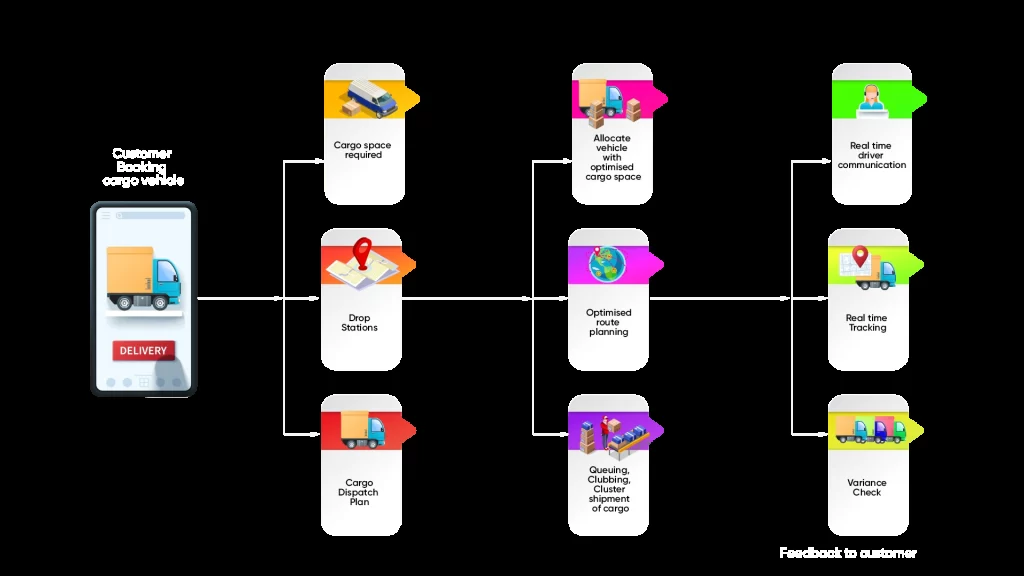 Customer
Booking
cargo vehicle
DELIVERY
Cargo space
required
Drop
Stations
Cargo
Dispatch
Plan
Allocate
vehicle
with
optimised
cargo space
Optimised
route
planning
Queuing,
Clubbing,
Cluster
shipment
of cargo
Real time
driver
communication
Real time
Tracking
Variance
Check
Feedback to customer